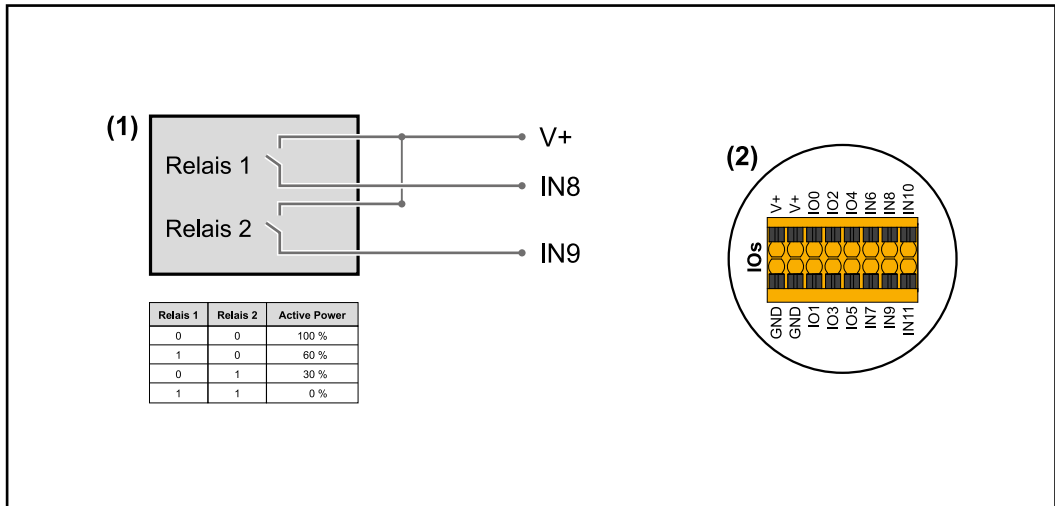 (1)
Relais 1
Relais 2
V+
IN8
IN9
Relais 1 Relais 2 Active Power
0 0 100 %
1 0 60 %
0 1 30 %
1 1 0 %
(2)
V+ V+ IO0 IO2 IO4 IN6 IN8 IN10
IOs
GND GND IO1 IO3 IO5 IN7 IN9 IN11